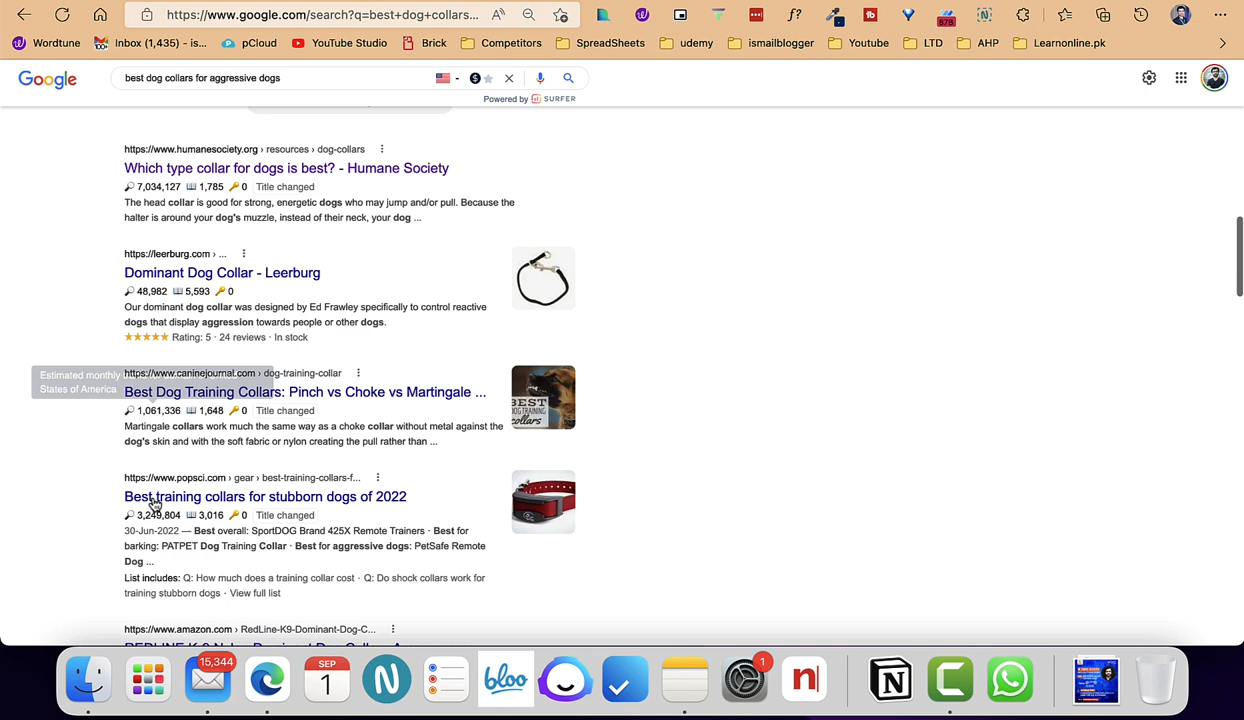 https://www.google.com/search?q=best+dog+collars...
Wordtune
Inbox (1,435) - is...
pCloud
YouTube Studio
Brick
Competitors
SpreadSheets
udemy
ismailblogger
Youtube
LTD
AHP
Learnonline.pk
Google
best dog collars for aggressive dogs
Powered by SURFER
https://www.humanesociety.org › resources › dog-collars
Which type collar for dogs is best? - Humane Society
7,034,127 1,785 0 Title changed
The head collar is good for strong, energetic dogs who may jump and/or pull. Because the
halter is around your dog's muzzle, instead of their neck, your dog ...
https://leerburg.com › ...
Dominant Dog Collar - Leerburg
48,982 5,593 0
Our dominant dog collar was designed by Ed Frawley specifically to control reactive
dogs that display aggression towards people or other dogs.
Rating: 5 · 24 reviews · In stock
Estimated monthly
States of America
https://www.caninejournal.com › dog-training-collar
Best Dog Training Collars: Pinch vs Choke vs Martingale ...
1,061,336 1,648 0 Title changed
Martingale collars work much the same way as a choke collar without metal against the
dog's skin and with the soft fabric or nylon creating the pull rather than ...
BEST
DOG TRAINING
collars
https://www.popsci.com › gear › best-training-collars-f...
Best training collars for stubborn dogs of 2022
3,249,804 3,016 0 Title changed
30-Jun-2022 — Best overall: SportDOG Brand 425X Remote Trainers · Best for
barking: PATPET Dog Training Collar · Best for aggressive dogs: PetSafe Remote
Dog ...
List includes: Q: How much does a training collar cost · Q: Do shock collars work for
training stubborn dogs · View full list
https://www.amazon.com › RedLine-K9-Dominant-Dog-C...
15,344
SEP
1
N
bloo
1
n